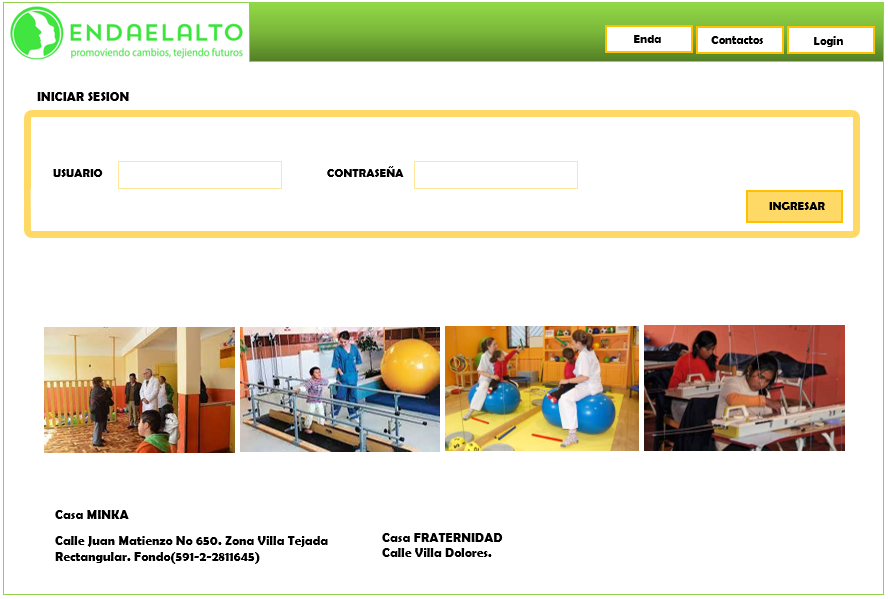 ENDAELALTO
promoviendo cambios, tejiendo futuros
Enda
Contactos
Login
INICIAR SESION
USUARIO
CONTRASEÑA
INGRESAR
Casa MINKA
Calle Juan Matienzo No 650. Zona Villa Tejada
Rectangular. Fondo(591-2-2811645)
Casa FRATERNIDAD
Calle Villa Dolores.